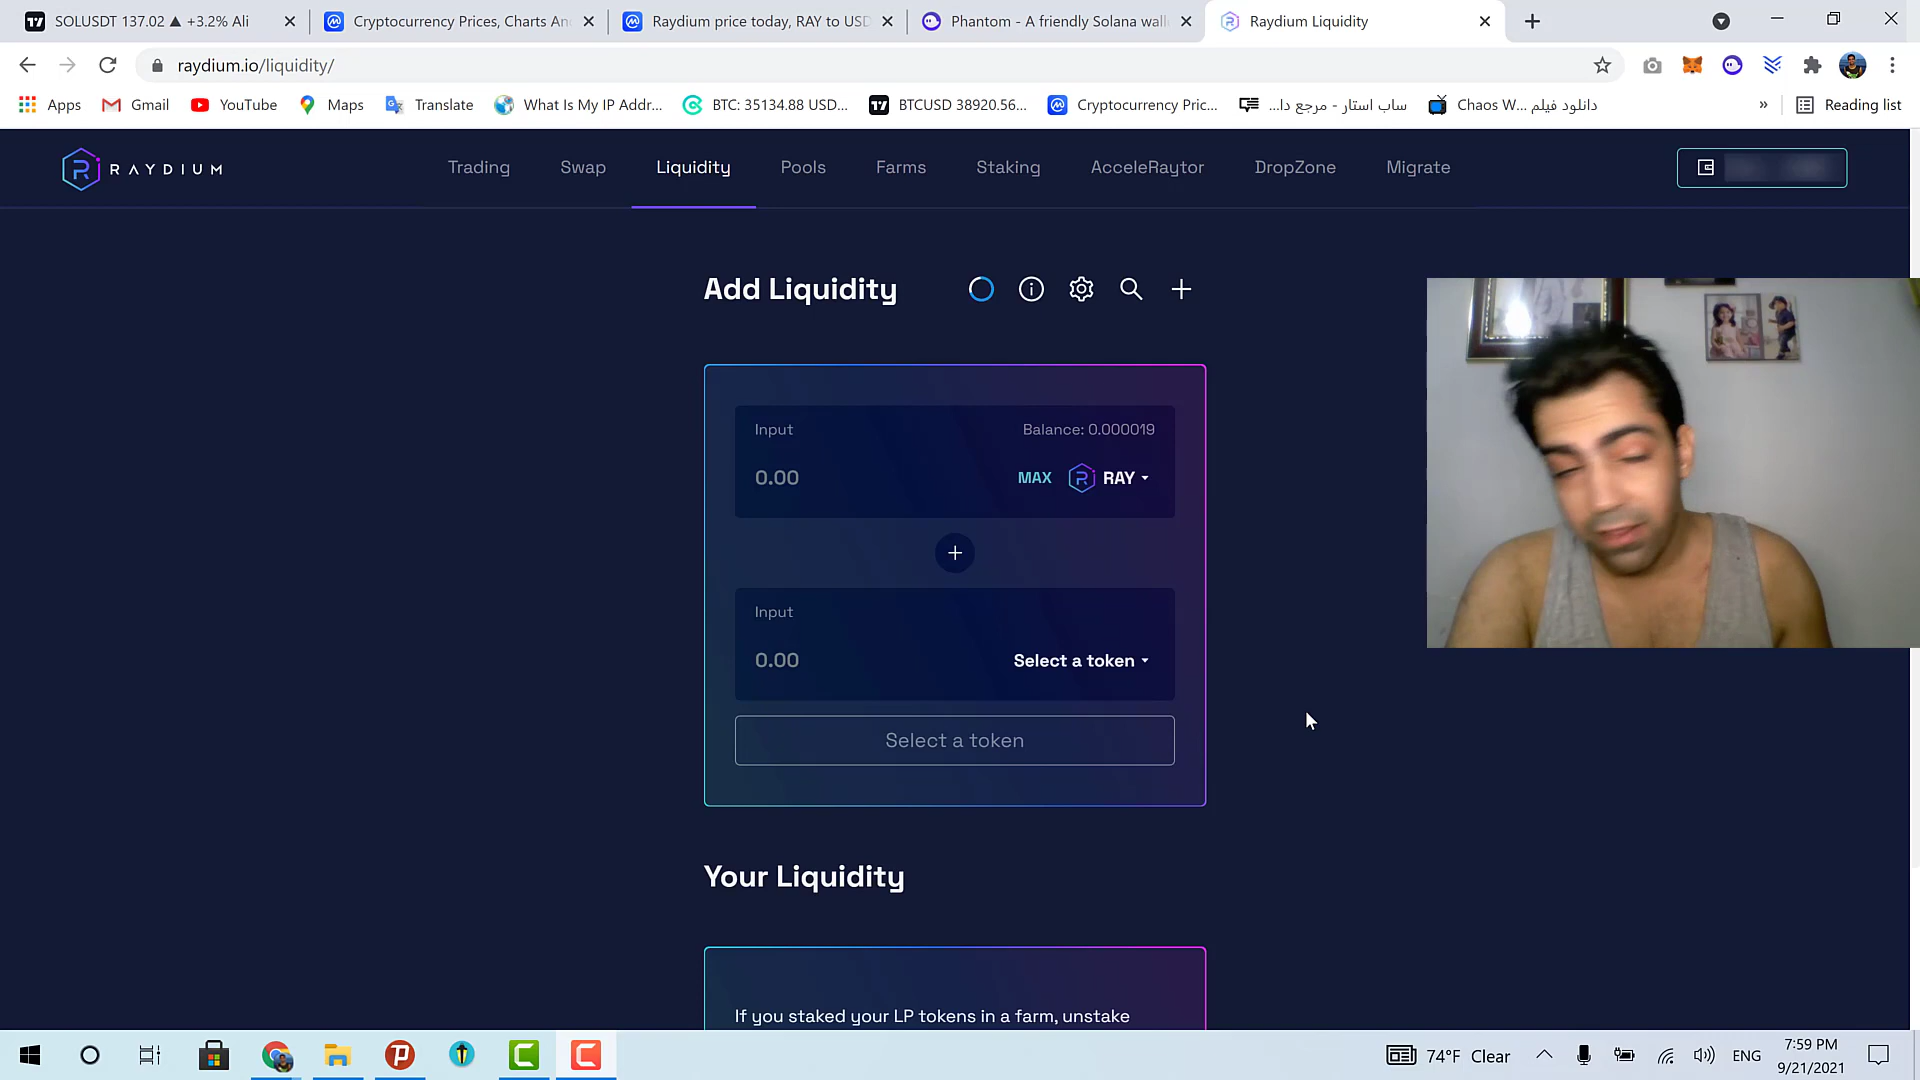 SOLUSDT 137.02 ▲ +3.2% Ali
Cryptocurrency Prices, Charts An
Raydium price today, RAY to USD
Phantom - A friendly Solana wall
Raydium Liquidity
raydium.io/liquidity/
Apps
Gmail
YouTube
Maps
Translate
What Is My IP Addr...
BTC: 35134.88 USD...
BTCUSD 38920.56...
Cryptocurrency Pric...
ساب استار - مرجع دا...
Chaos W... دانلود فیلم
»
Reading list
RAYDIUM
Trading
Swap
Liquidity
Pools
Farms
Staking
AcceleRaytor
DropZone
Migrate
Add Liquidity
Input
Balance: 0.000019
0.00
MAX
RAY
Input
0.00
Select a token
Select a token
Your Liquidity
If you staked your LP tokens in a farm, unstake
74°F Clear
ENG
7:59 PM
9/21/2021